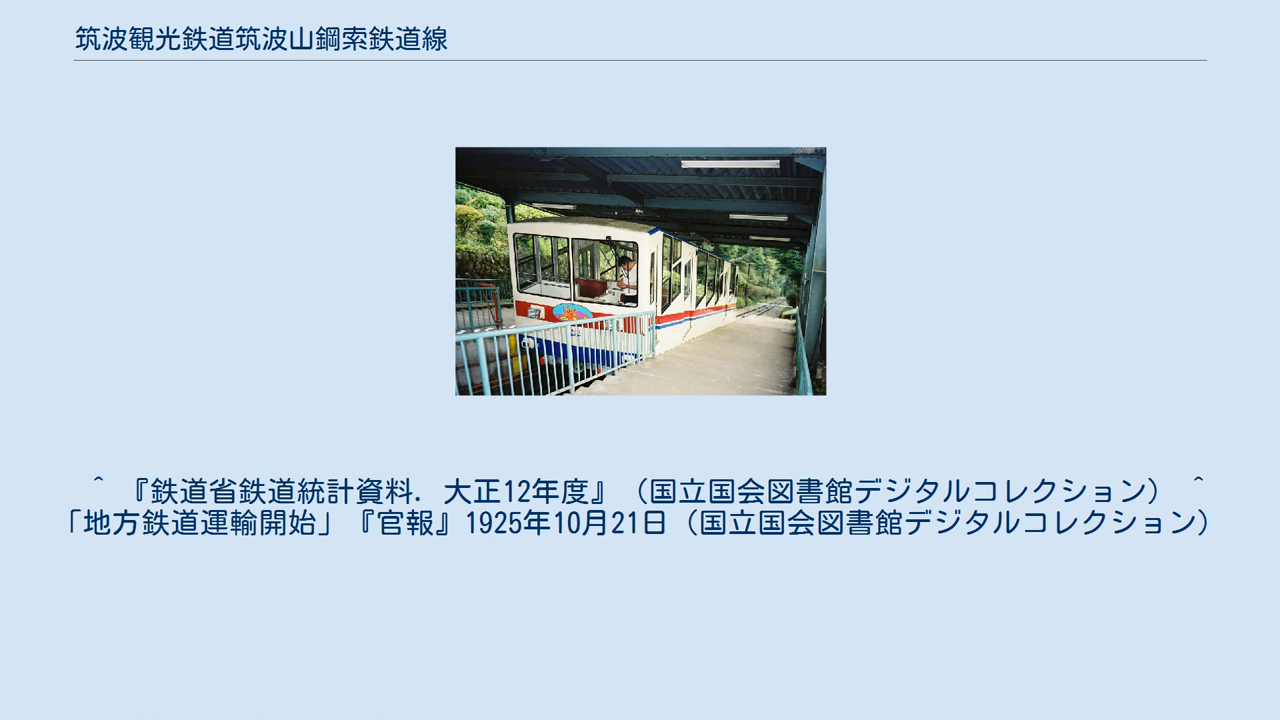 筑波観光鉄道筑波山鋼索鉄道線
^ 『鉄道省鉄道統計資料. 大正12年度』（国立国会図書館デジタルコレクション） ^
「地方鉄道運輸開始」『官報』1925年10月21日（国立国会図書館デジタルコレクション）